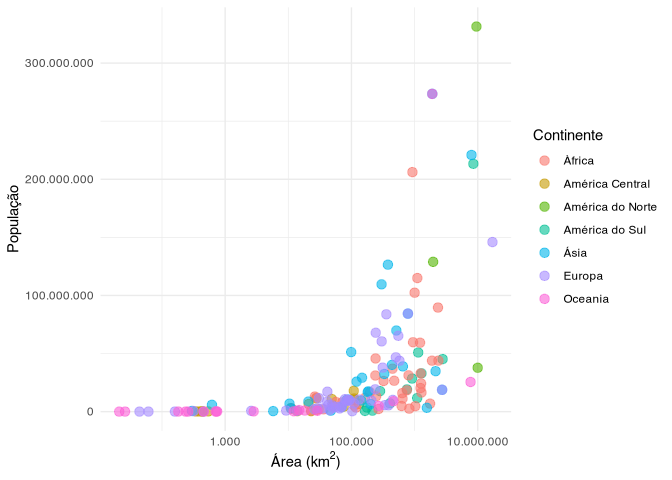 300.000.000
200.000.000
100.000.000
0
População
1.000
100.000
10.000.000
Área (km²)
Continente
África
América Central
América do Norte
América do Sul
Ásia
Europa
Oceania